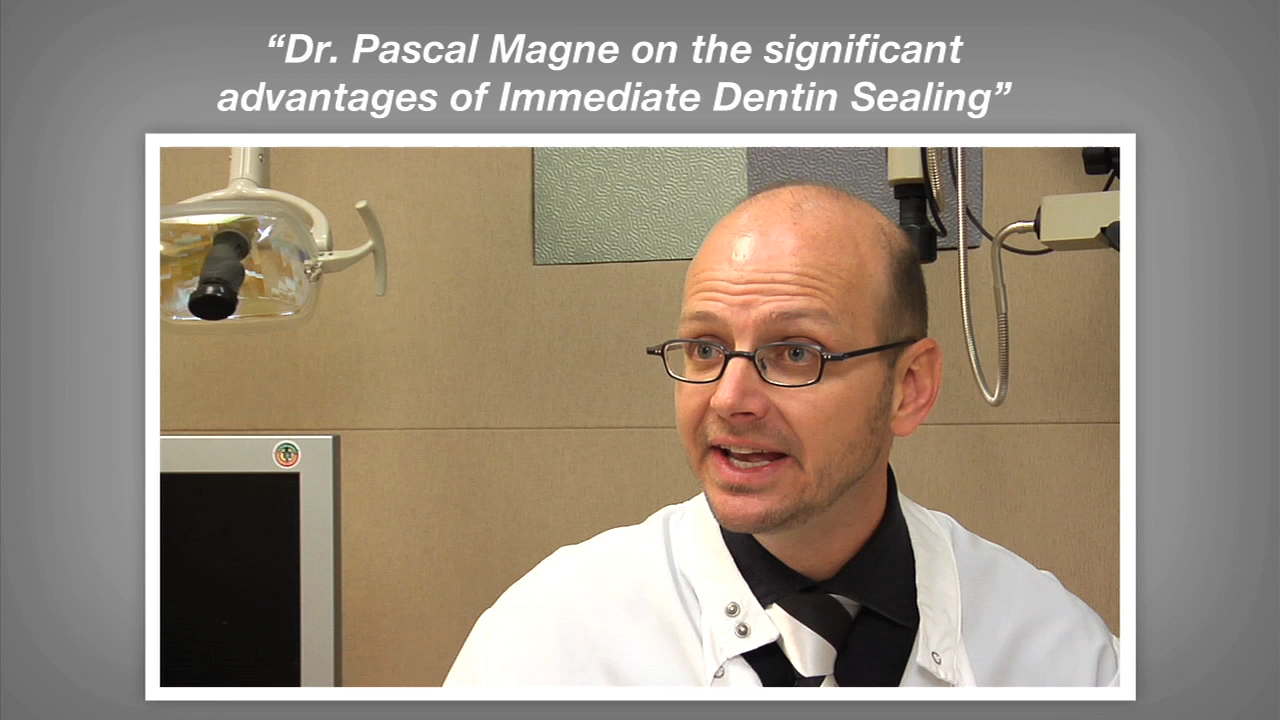 “Dr. Pascal Magne on the significant
advantages of Immediate Dentin Sealing”